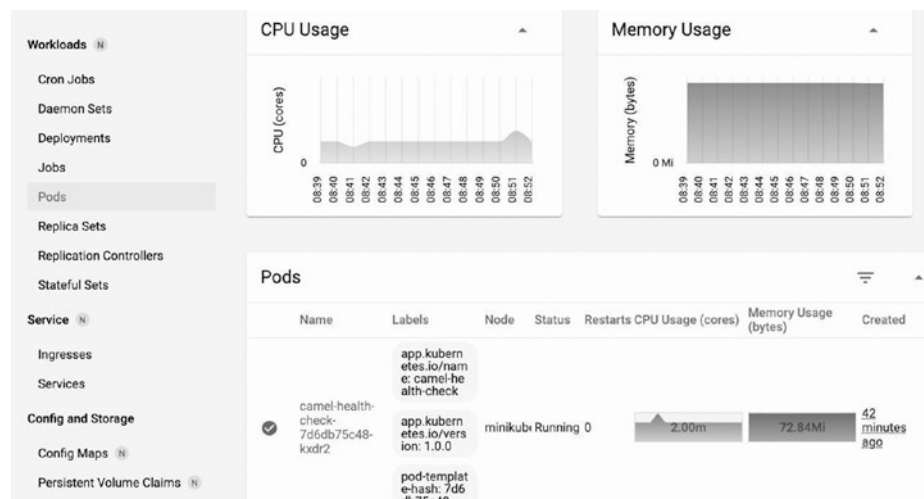 Workloads N
Cron Jobs
Daemon Sets
Deployments
Jobs
Pods
Replica Sets
Replication Controllers
Stateful Sets
Service N
Ingresses
Services
Config and Storage
Config Maps N
Persistent Volume Claims N
CPU Usage
CPU (cores)
0
08:39
08:40
08:41
08:42
08:43
08:44
08:45
08:46
08:47
08:48
08:49
08:50
08:51
08:52
Memory Usage
Memory (bytes)
0 Mi
08:39
08:40
08:41
08:42
08:43
08:44
08:45
08:46
08:47
08:48
08:49
08:50
08:51
08:52
Pods
Name Labels Node Status Restarts CPU Usage (cores) Memory Usage
(bytes) Created
camel-health-
check-
7d6db75c48-
kxdr2
app.kubern
etes.io/nam
e: camel-he
alth-check
app.kubern
etes.io/vers
ion: 1.0.0
pod-templat
e-hash: 7d6
minikub Running 0 2.00m 72.84Mi
42
minutes
ago